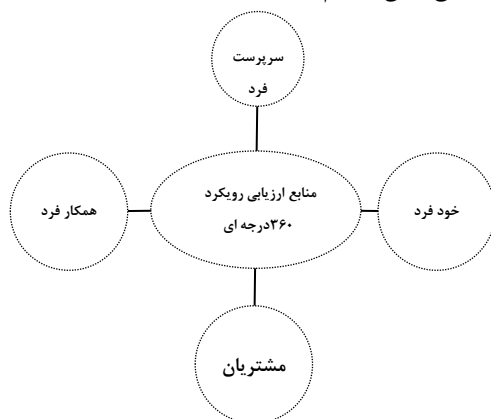 سرپرست
فرد
منابع ارزیابی رویکرد
۳۶۰درجه ای
خود فرد
همکار فرد
مشتریان